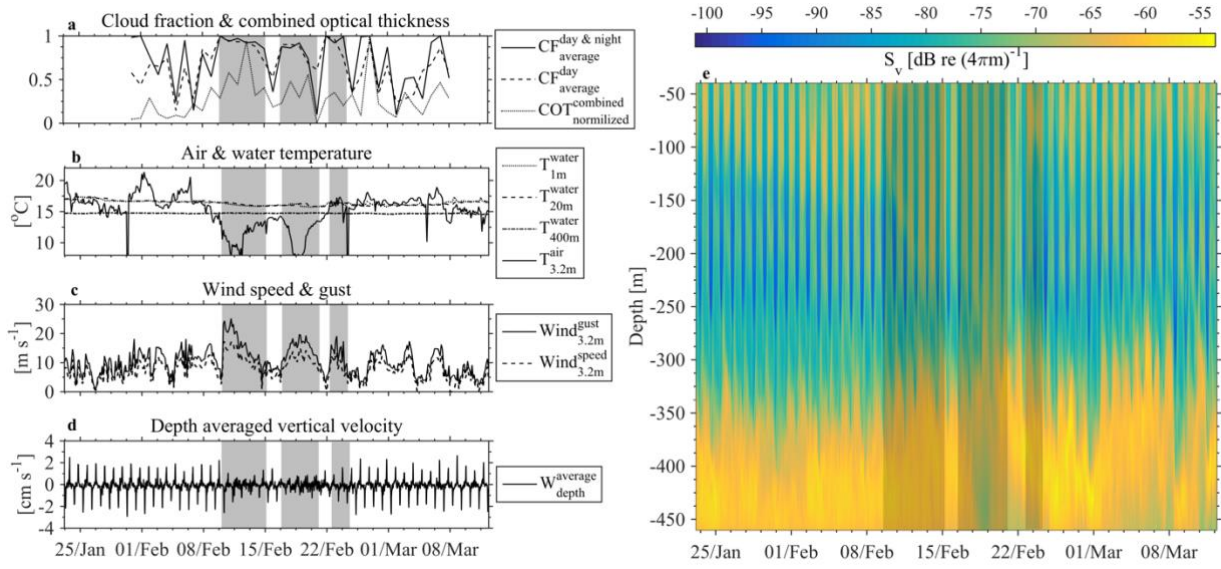 a Cloud fraction & combined optical thickness
1
0.5
0
CF day & night average
CF day average
COT combined normilized
b Air & water temperature
[°C]
20
15
10
T water 1m
T water 20m
T water 400m
T air 3.2m
c Wind speed & gust
[m s⁻¹]
30
20
10
0
Wind gust 3.2m
Wind speed 3.2m
d Depth averaged vertical velocity
[cm s⁻¹]
4
2
0
-2
-4
W average depth
25/Jan 01/Feb 08/Feb 15/Feb 22/Feb 01/Mar 08/Mar
-100 -95 -90 -85 -80 -75 -70 -65 -60 -55
e Sᵥ [dB re (4πm)⁻¹]
Depth [m]
-50
-100
-150
-200
-250
-300
-350
-400
-450
25/Jan 01/Feb 08/Feb 15/Feb 22/Feb 01/Mar 08/Mar